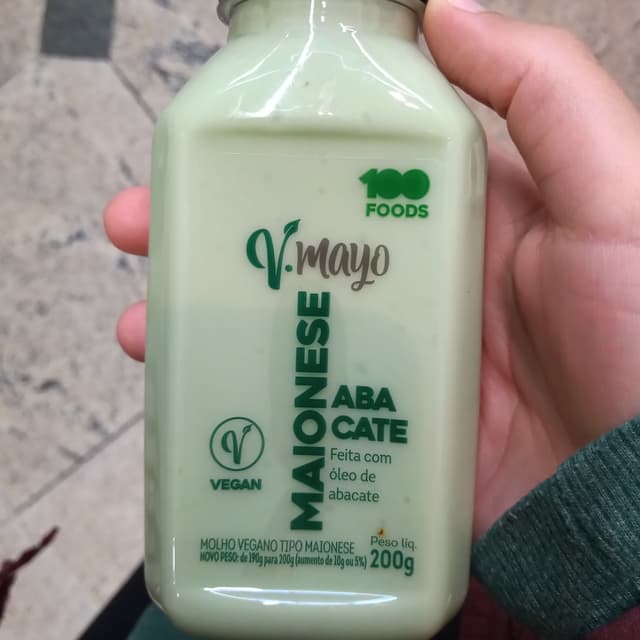 100
FOODS
V.mayo
MAIONESE
ABA
CATE
Feita com
óleo de
abacate
V
VEGAN
MOLHO VEGANO TIPO MAIONESE
NOVO PESO: de 190g para 200g (aumento de 10g ou 5%)
Peso líq.
200g